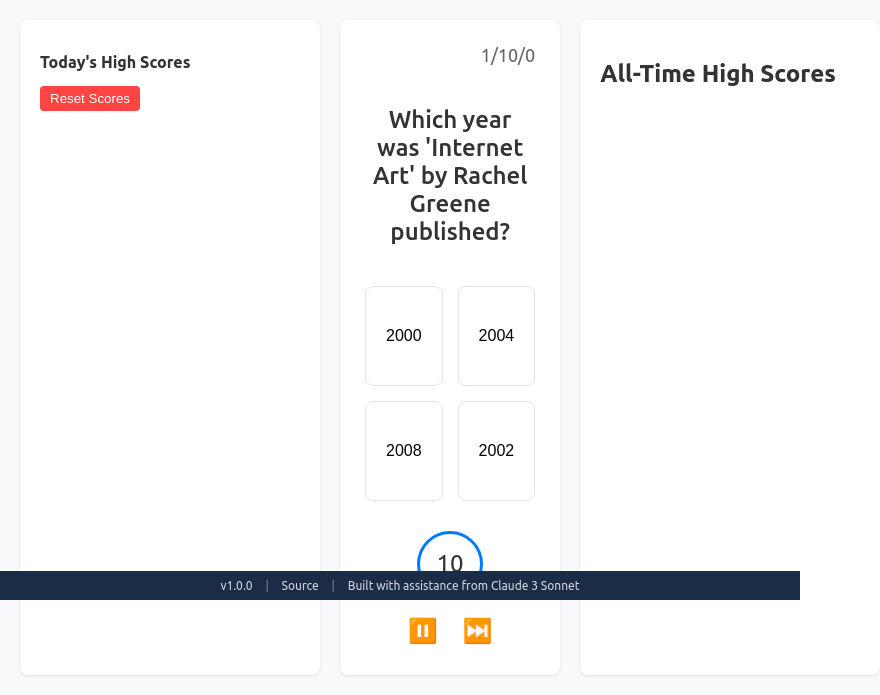 Today's High Scores
Reset Scores
1/10/0
Which year
was 'Internet
Art' by Rachel
Greene
published?
2000
2004
2008
2002
10
All-Time High Scores
v1.0.0 | Source | Built with assistance from Claude 3 Sonnet